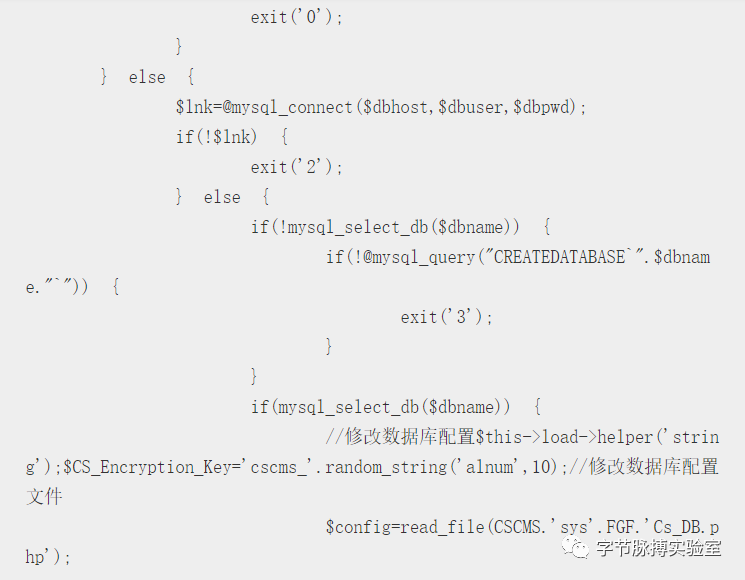 exit('0');
}
} else {
$lnk=@mysql_connect($dbhost,$dbuser,$dbpwd);
if(!$lnk) {
exit('2');
} else {
if(!mysql_select_db($dbname)) {
if(!@mysql_query("CREATEDATABASE`".$dbnam
e."`")) {
exit('3');
}
}
if(mysql_select_db($dbname)) {
//修改数据库配置$this->load->helper('strin
g');$CS_Encryption_Key='cscms_'.random_string('alnum',10);//修改数据库配置
文件
$config=read_file(CSCMS.'sys'.FGF.'Cs_DB.p
hp');
字节脉搏实验室